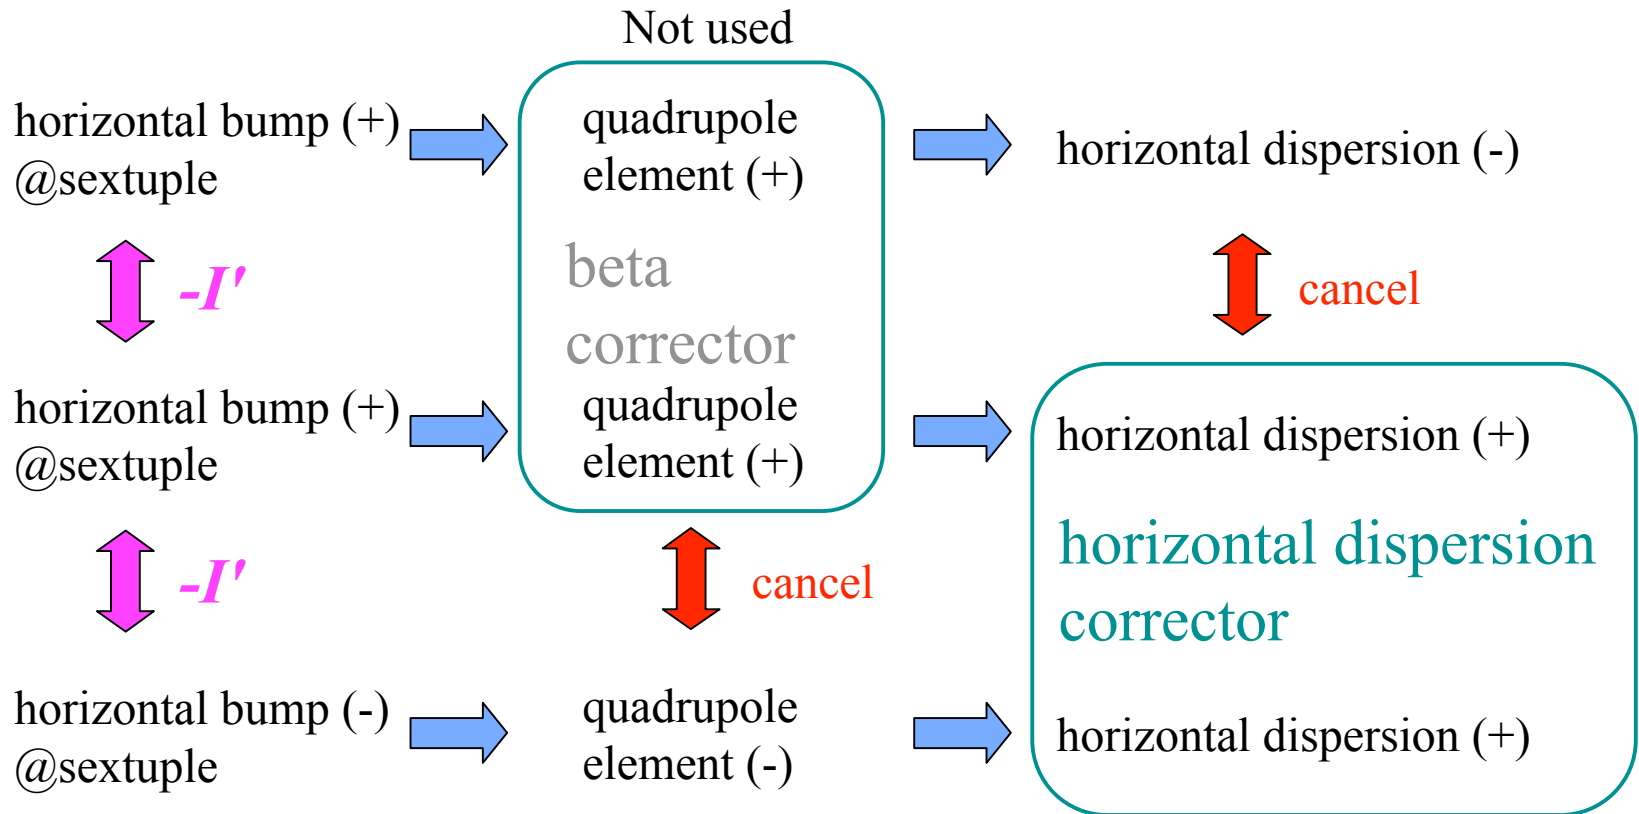 Not used
horizontal bump (+)
@sextuple
quadrupole
element (+)
horizontal dispersion (-)
-I'
beta
corrector
cancel
horizontal bump (+)
@sextuple
quadrupole
element (+)
horizontal dispersion (+)
-I'
cancel
horizontal dispersion
corrector
horizontal bump (-)
@sextuple
quadrupole
element (-)
horizontal dispersion (+)